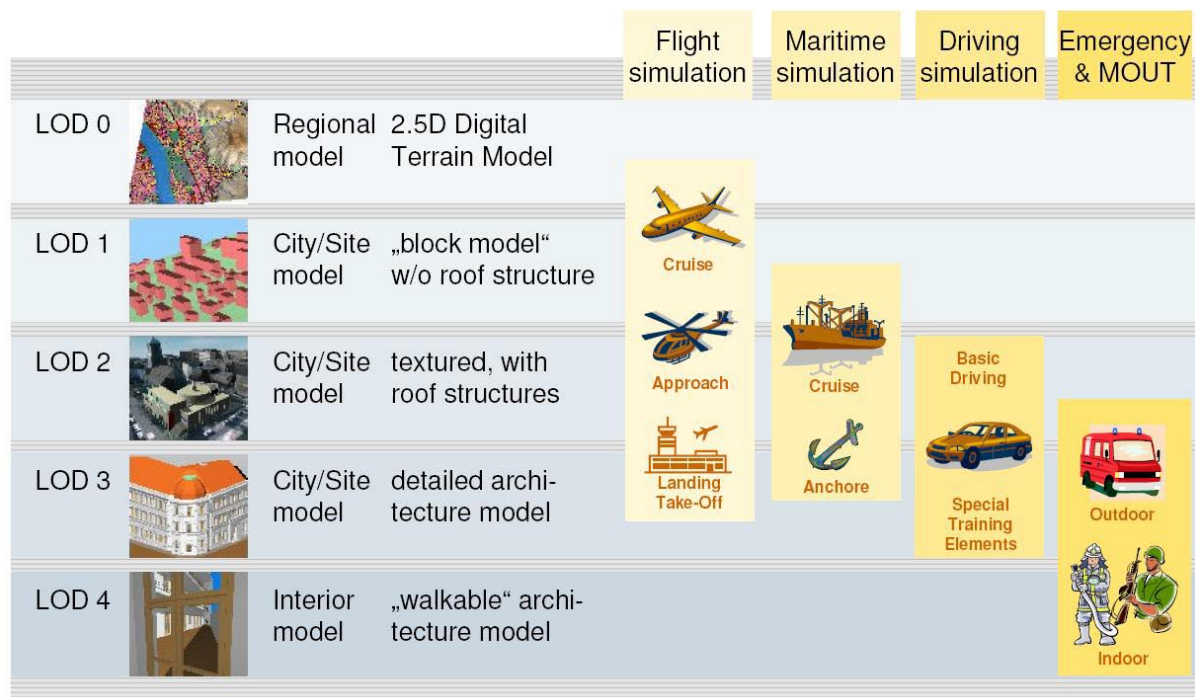 Flight
simulation
Maritime
simulation
Driving
simulation
Emergency
& MOUT
LOD 0
Regional
model
2.5D Digital
Terrain Model
LOD 1
City/Site
model
„block model“
w/o roof structure
LOD 2
City/Site
model
textured, with
roof structures
LOD 3
City/Site
model
detailed archi-
tecture model
LOD 4
Interior
model
„walkable“ archi-
tecture model
Cruise
Approach
Landing
Take-Off
Cruise
Anchore
Basic
Driving
Special
Training
Elements
Outdoor
Indoor